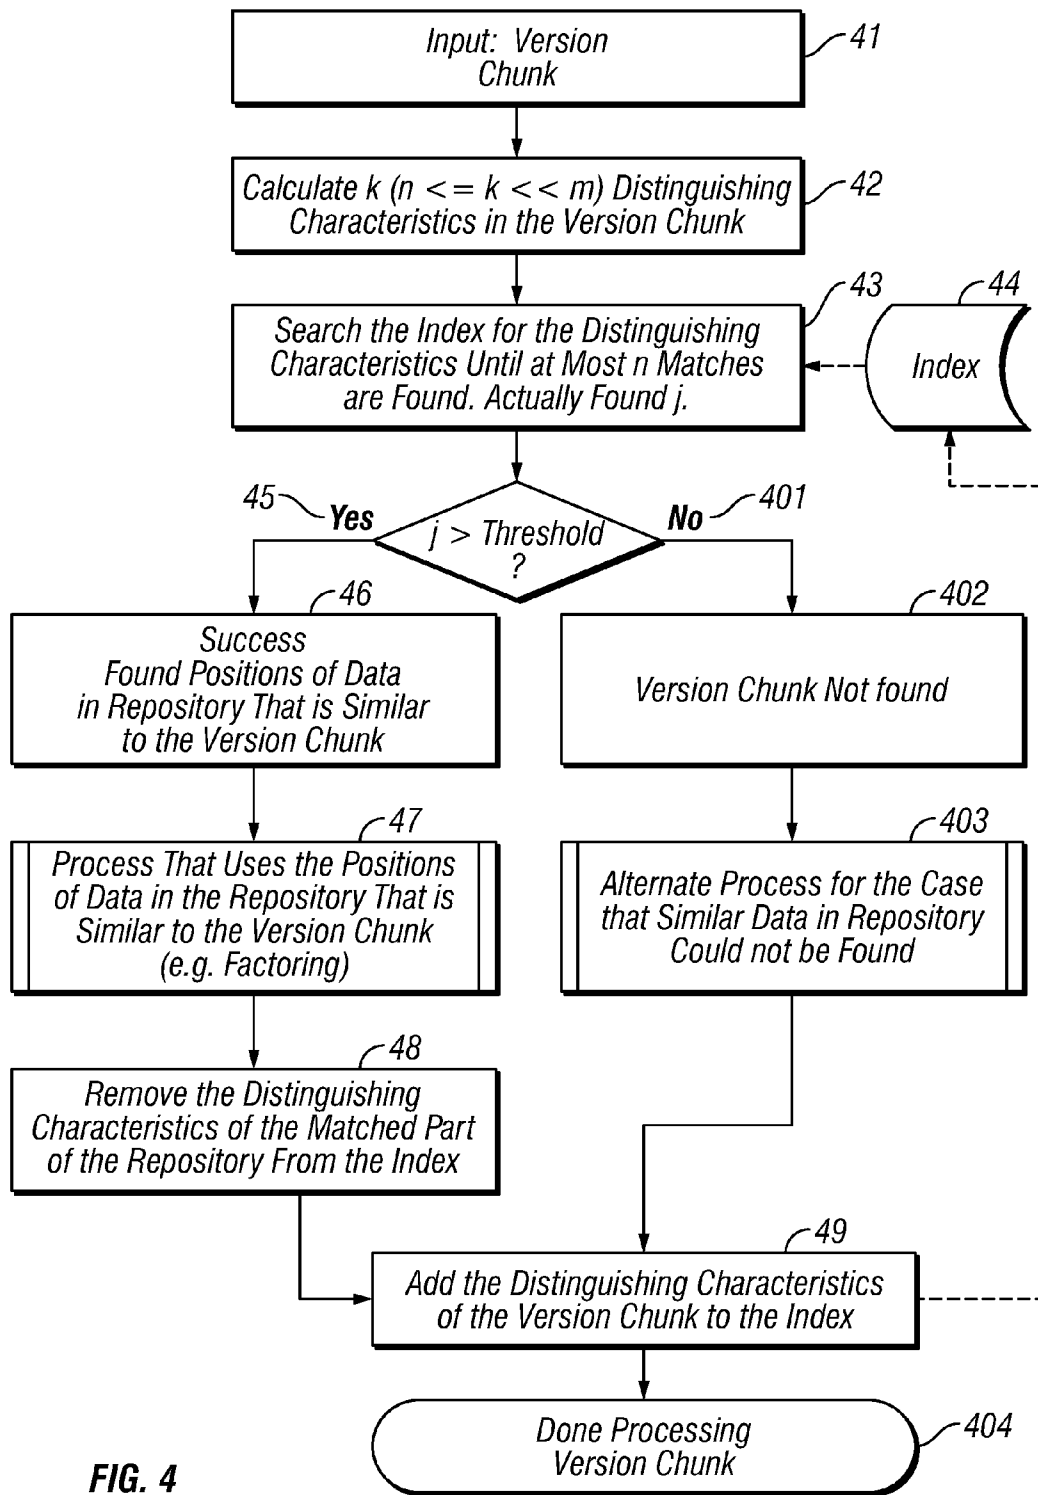 Input: Version
Chunk
41
Calculate k (n <= k << m) Distinguishing
Characteristics in the Version Chunk
42
Search the Index for the Distinguishing
Characteristics Until at Most n Matches
are Found. Actually Found j.
43
Index
44
j > Threshold
?
45
Yes
No
401
46
Success
Found Positions of Data
in Repository That is Similar
to the Version Chunk
402
Version Chunk Not found
47
Process That Uses the Positions
of Data in the Repository That is
Similar to the Version Chunk
(e.g. Factoring)
403
Alternate Process for the Case
that Similar Data in Repository
Could not be Found
48
Remove the Distinguishing
Characteristics of the Matched Part
of the Repository From the Index
49
Add the Distinguishing Characteristics
of the Version Chunk to the Index
Done Processing
Version Chunk
404
FIG. 4